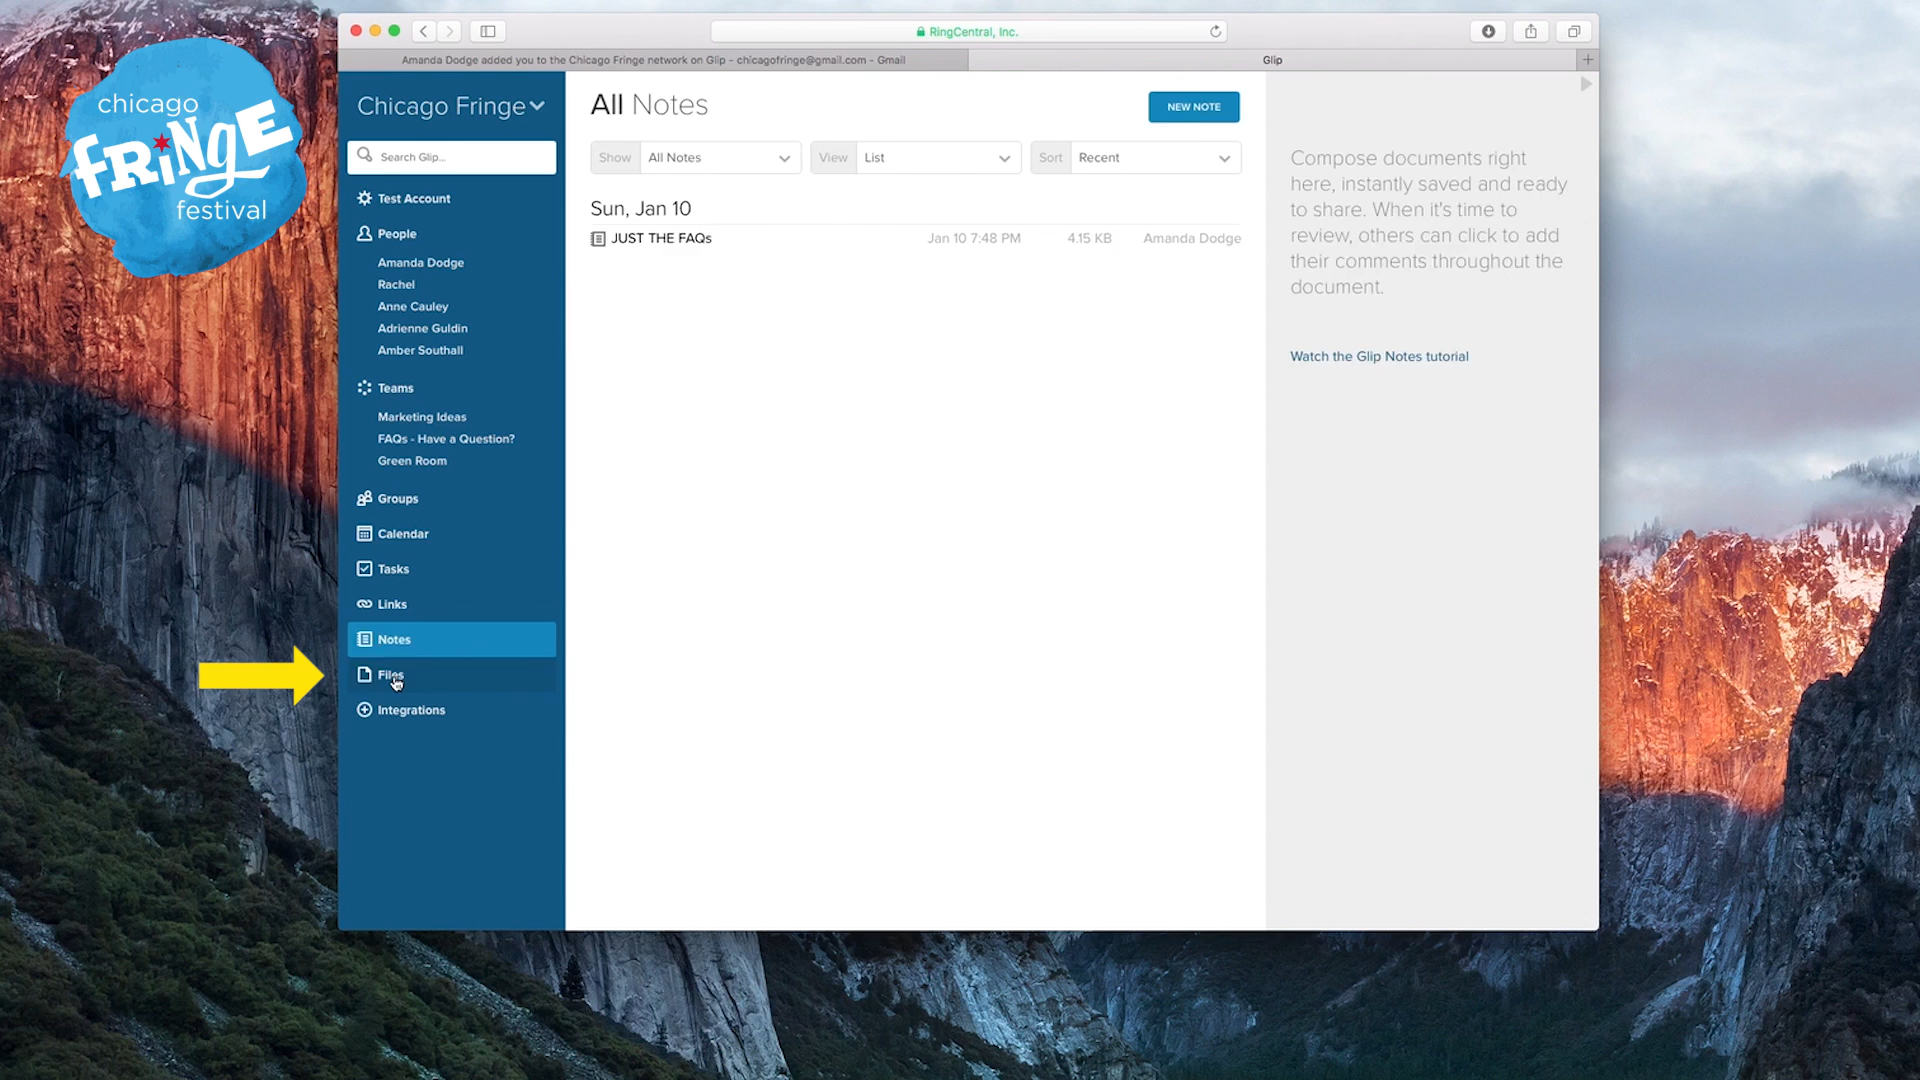 chicago
FRiNgE
festival
RingCentral, Inc.
Amanda Dodge added you to the Chicago Fringe network on Glip - chicagofringe@gmail.com - Gmail
Glip
Chicago Fringe
Search Glip...
Test Account
People
Amanda Dodge
Rachel
Anne Cauley
Adrienne Guldin
Amber Southall
Teams
Marketing Ideas
FAQs - Have a Question?
Green Room
Groups
Calendar
Tasks
Links
Notes
Files
Integrations
All Notes
NEW NOTE
Show All Notes
View List
Sort Recent
Sun, Jan 10
JUST THE FAQs Jan 10 7:48 PM 4.15 KB Amanda Dodge
Compose documents right
here, instantly saved and ready
to share. When it's time to
review, others can click to add
their comments throughout the
document.
Watch the Glip Notes tutorial